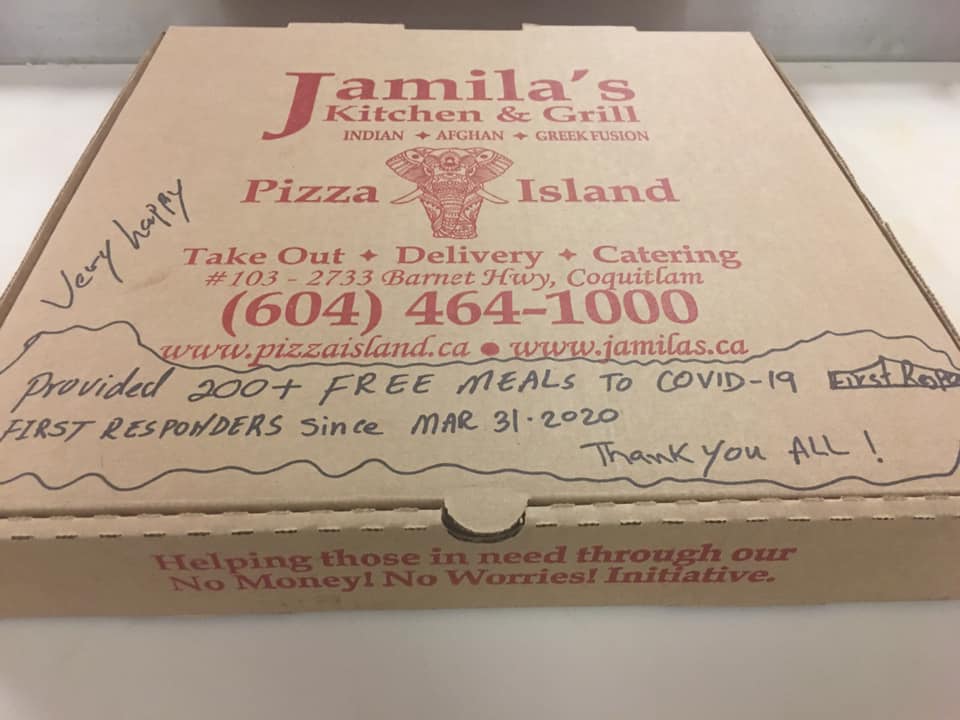 Jamila's
Kitchen & Grill
INDIAN ✦ AFGHAN ✦ GREEK FUSION
Pizza Island
Very happy
Take Out ✦ Delivery ✦ Catering
#103 - 2733 Barnet Hwy, Coquitlam
(604) 464-1000
www.pizzaisland.ca ● www.jamilas.ca
Provided 200+ FREE MEALS TO COVID-19
FIRST RESPONDERS Since MAR 31-2020
Thank you ALL!
Helping those in need through our
No Money! No Worries! Initiative.